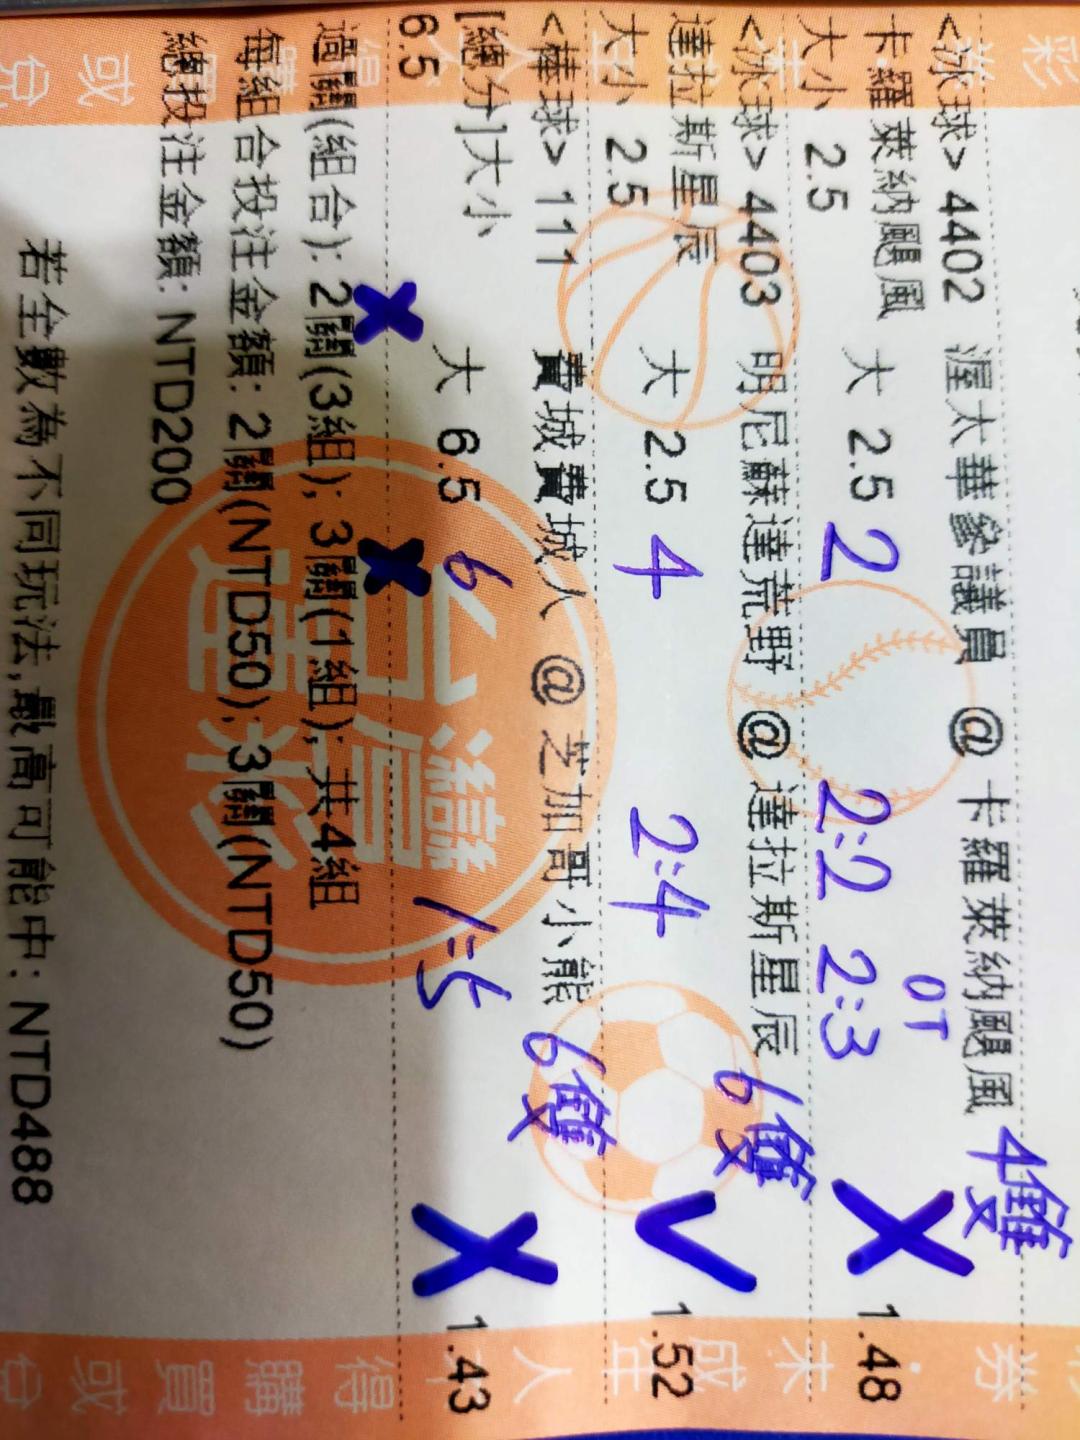 <冰球> 4402 渥太華參議員 @ 卡羅萊納颶風 4雙
卡羅萊納颶風 大 2.5 2 2:2 2:3 OT X 1.48
大小 2.5
<冰球> 4403 明尼蘇達荒野 @ 達拉斯星辰 6雙
達拉斯星辰 大 2.5 4 2:4 V 1.52
大小 2.5
<棒球> 111 費城費城人 @ 芝加哥小熊 6雙
[總分]大小 大 6.5 6 1:5 X 1.43
6.5
X X
過關(組合): 2關(3組); 3關(1組); 共4組
每組合投注金額: 2關(NTD50);3關(NTD50)
總投注金額: NTD200
若全數為不同玩法,最高可能中: NTD488
台灣
運彩